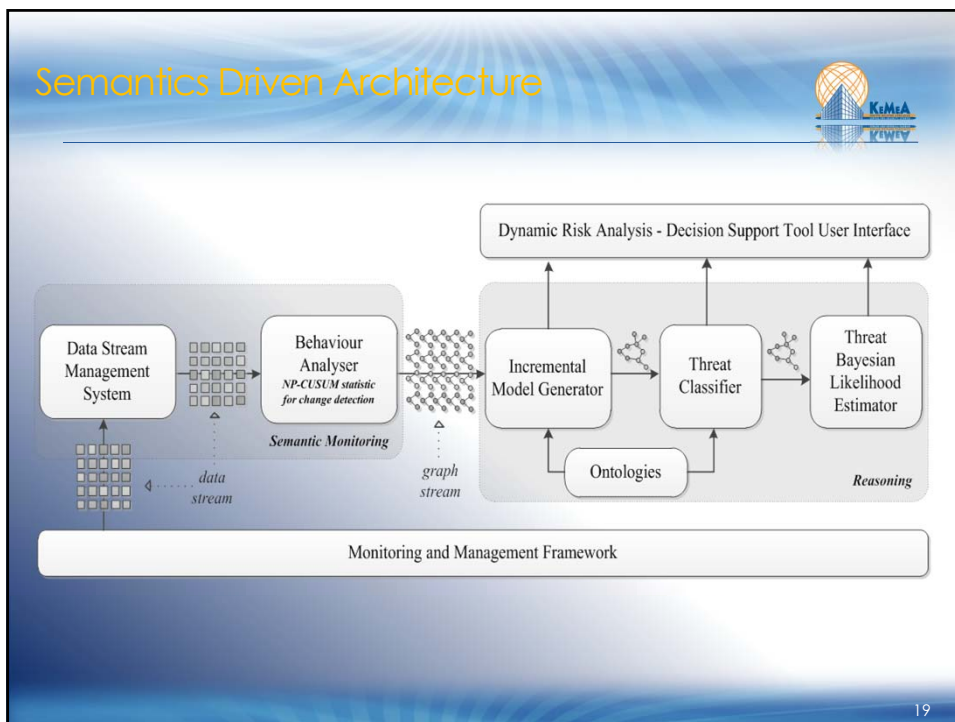 Semantics Driven Architecture
KEMEA
Dynamic Risk Analysis - Decision Support Tool User Interface
Data Stream
Management
System
Behaviour
Analyser
NP-CUSUM statistic
for change detection
Semantic Monitoring
data
stream
graph
stream
Incremental
Model Generator
Threat
Classifier
Threat
Bayesian
Likelihood
Estimator
Ontologies
Reasoning
Monitoring and Management Framework
19